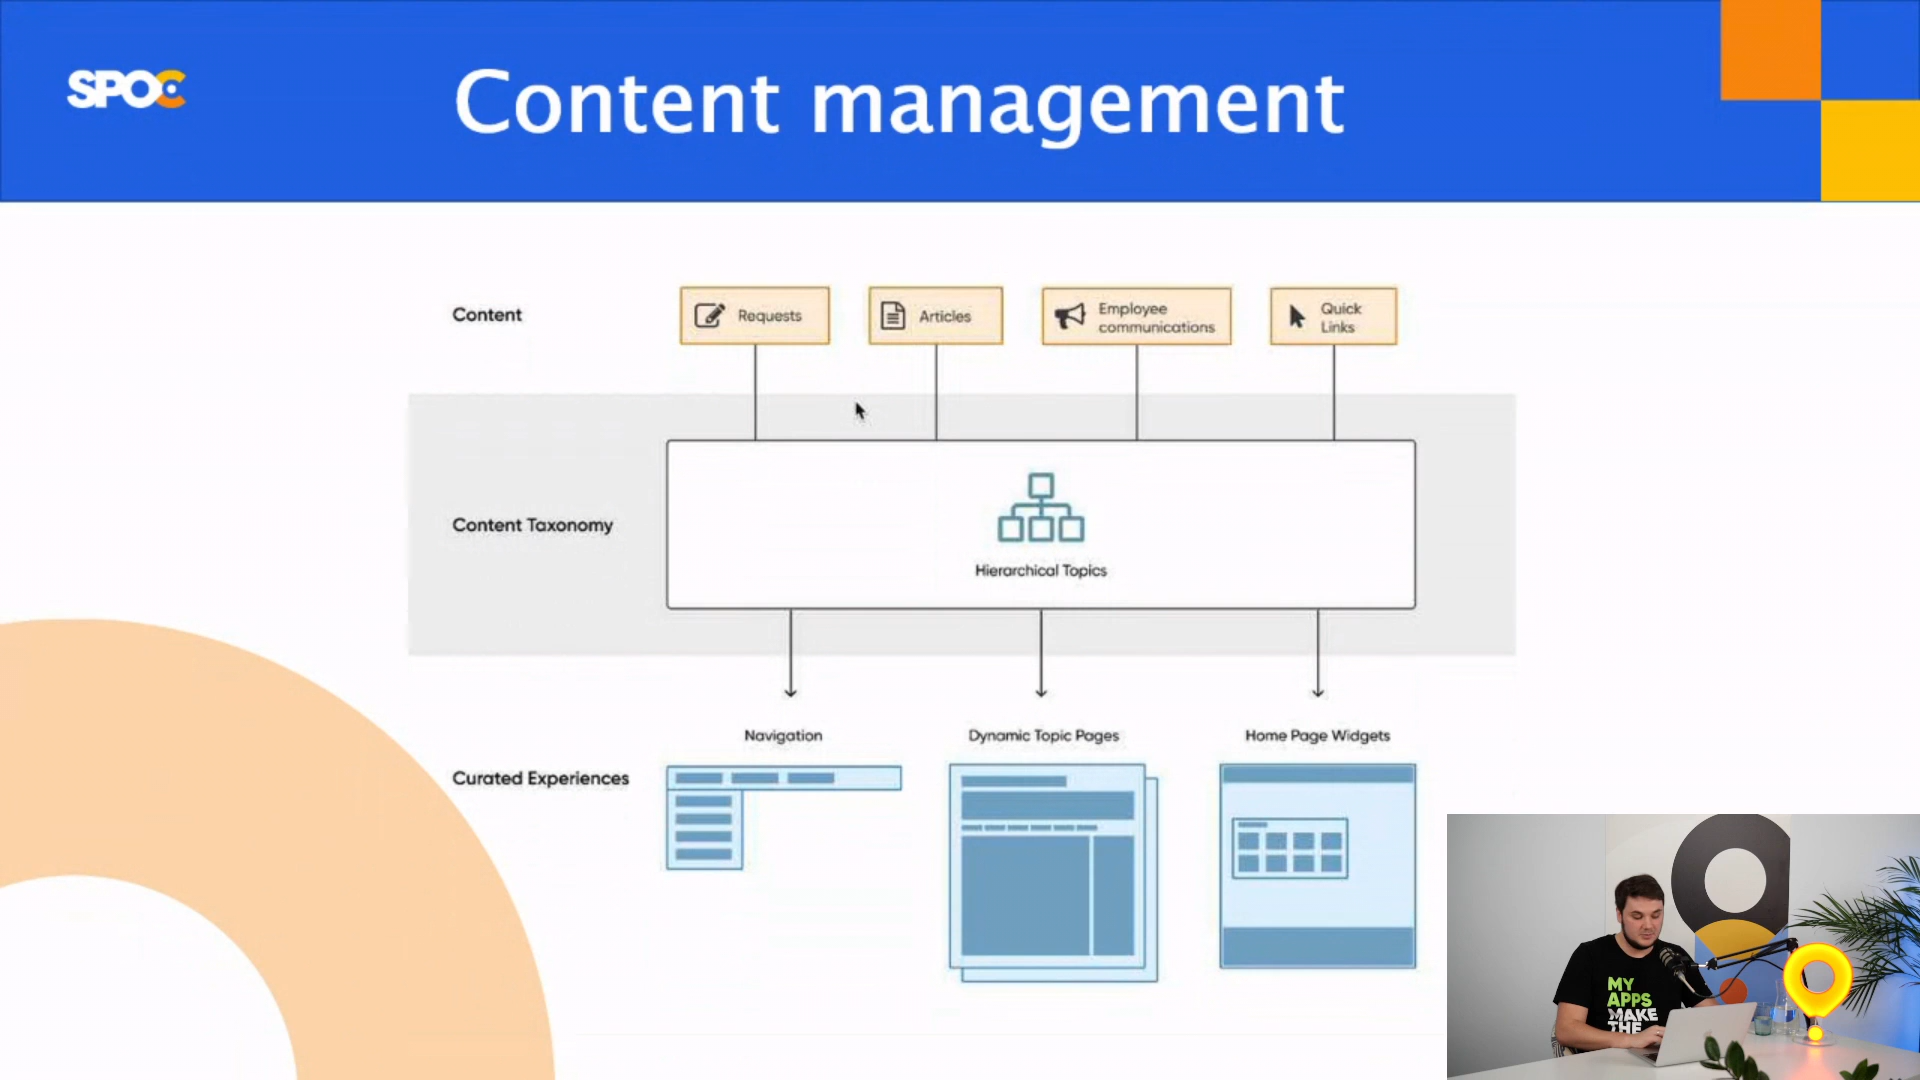 SPOC
Content management
Content
Requests
Articles
Employee
communications
Quick
Links
Content Taxonomy
Hierarchical Topics
Navigation
Dynamic Topic Pages
Home Page Widgets
Curated Experiences
MY
APPS
MAKE
THE